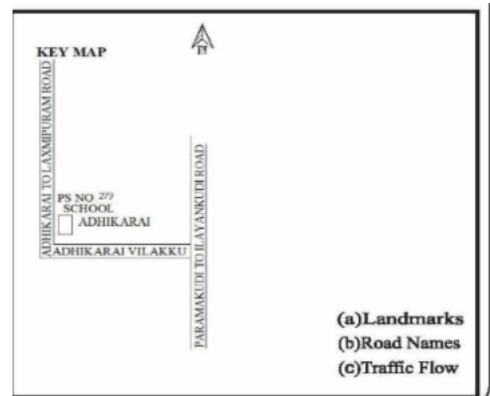 N
KEY MAP
ADHIKARAI TO LAXMIPURAM ROAD
PS NO 279
SCHOOL
ADHIKARAI
ADHIKARAI VILAKKU
PARAMAKUDI TO ILAYANKUDI ROAD
(a)Landmarks
(b)Road Names
(c)Traffic Flow